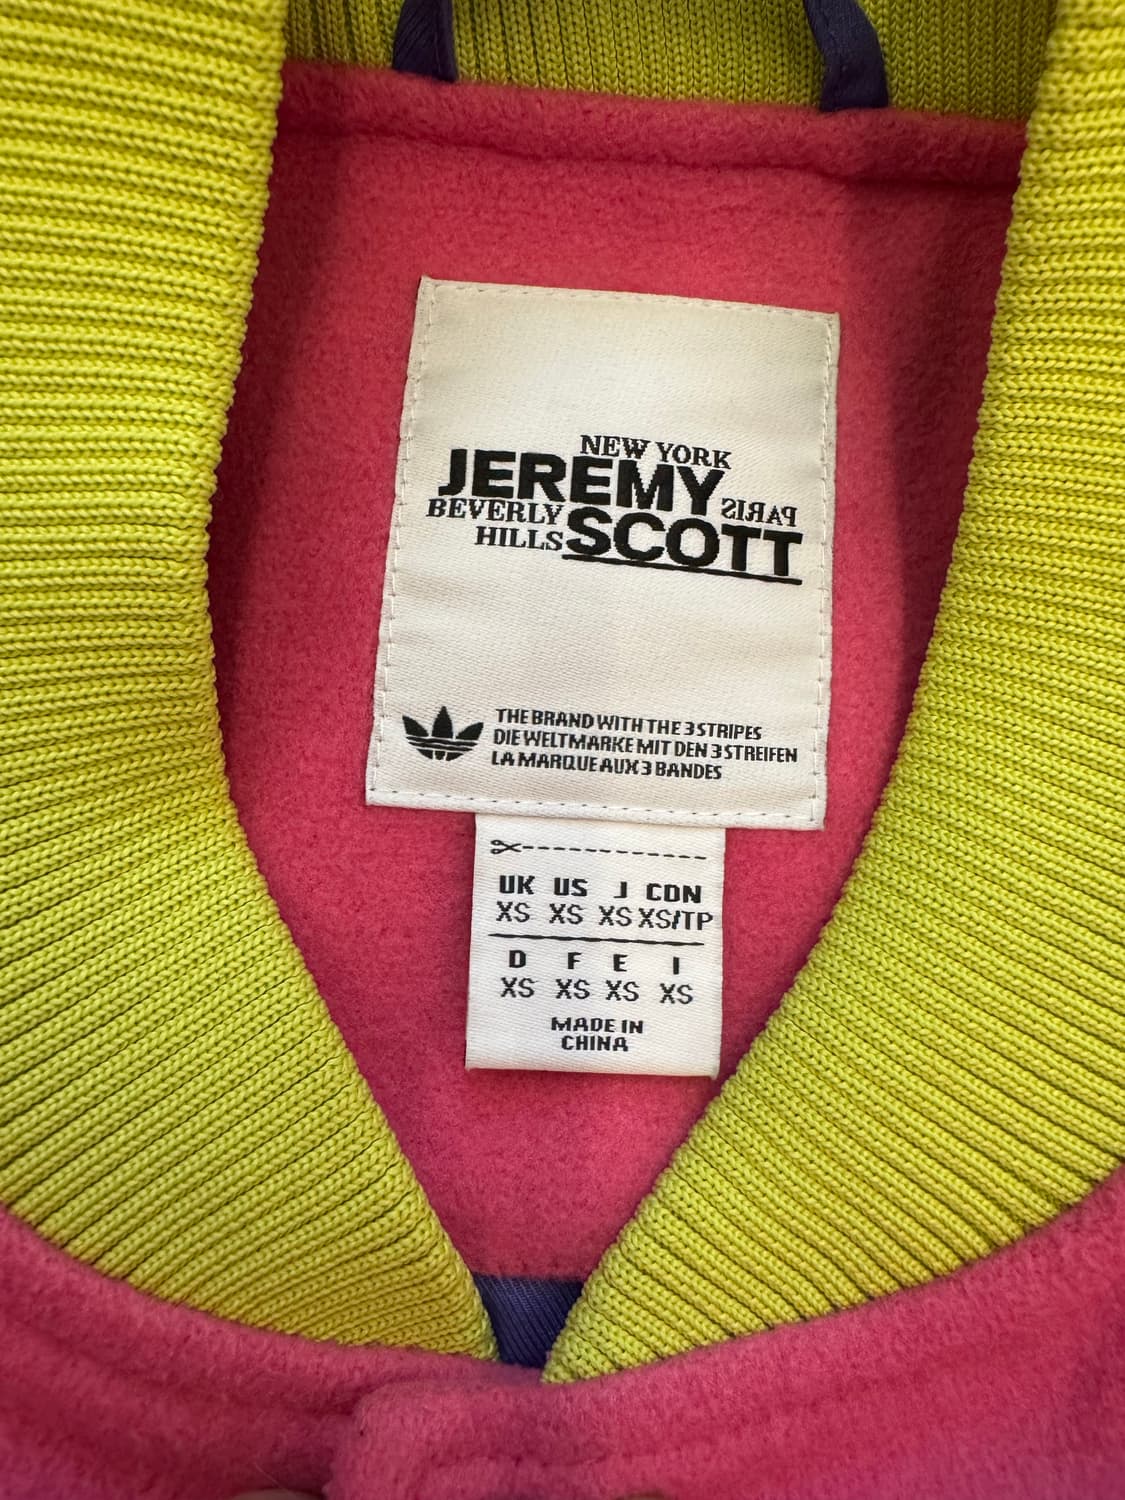 NEW YORK
JEREMY
PARIS
BEVERLY
HILLS
SCOTT
THE BRAND WITH THE 3 STRIPES
DIE WELTMARKE MIT DEN 3 STREIFEN
LA MARQUE AUX 3 BANDES
UK US J CDN
XS XS XS XS/TP
D F E I
XS XS XS XS
MADE IN
CHINA